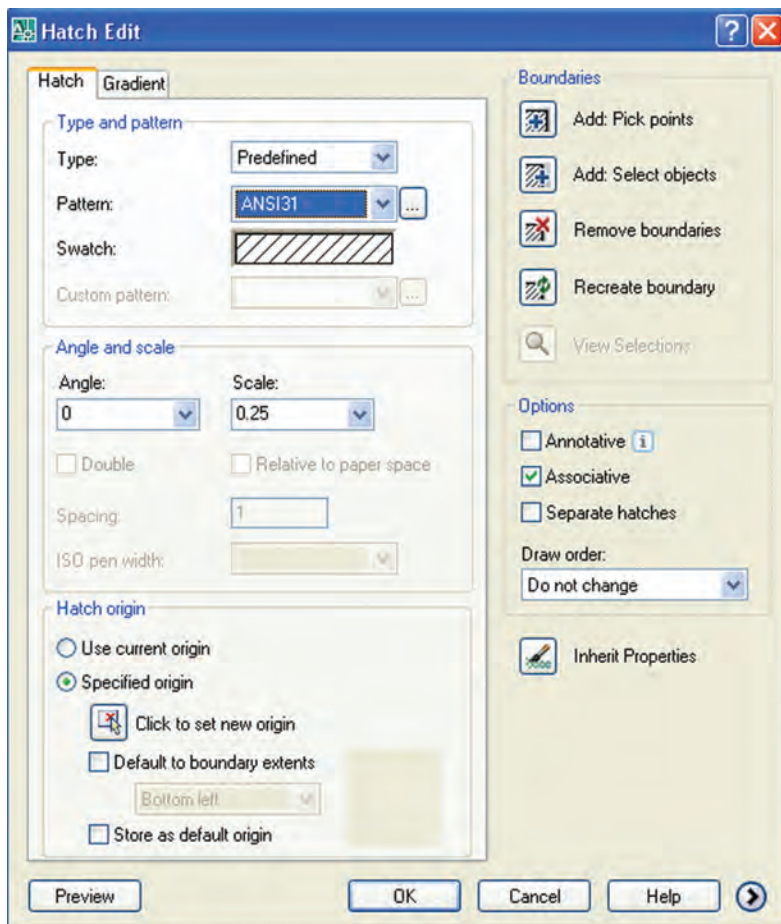 Hatch Edit
Hatch
Gradient
Type and pattern
Type:
Predefined
Pattern:
ANSI31
...
Swatch:
Custom pattern:
...
Angle and scale
Angle:
Scale:
0
0.25
Double
Relative to paper space
Spacing:
1
ISO pen width:
Hatch origin
Use current origin
Specified origin
Click to set new origin
Default to boundary extents
Bottom left
Store as default origin
Boundaries
Add: Pick points
Add: Select objects
Remove boundaries
Recreate boundary
View Selections
Options
Annotative i
Associative
Separate hatches
Draw order:
Do not change
Inherit Properties
Preview
OK
Cancel
Help